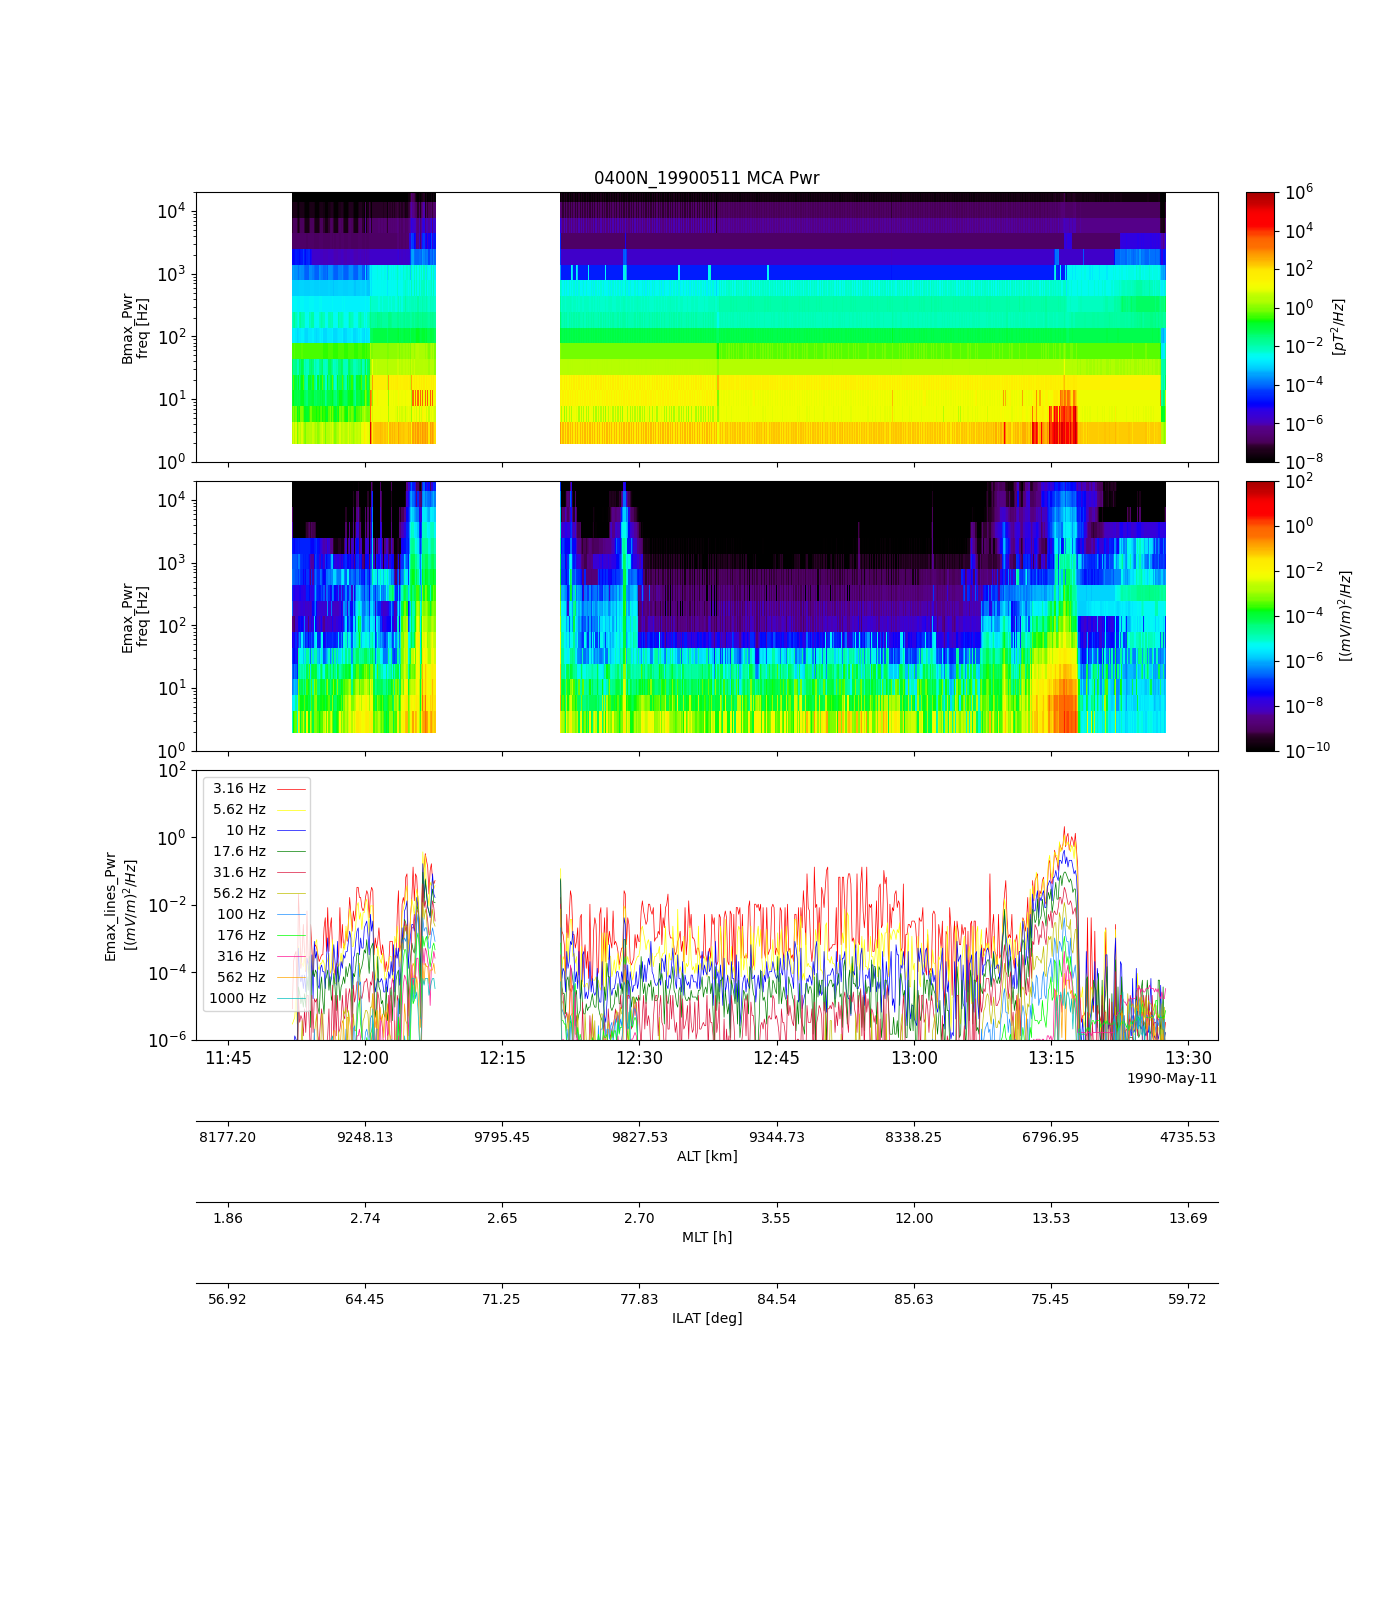 0400N_19900511 MCA Pwr
Bmax_Pwr
freq [Hz]
10^4
10^3
10^2
10^1
10^0
10^6
10^4
10^2
10^0
10^-2
10^-4
10^-6
10^-8
[pT^2/Hz]
Emax_Pwr
freq [Hz]
10^4
10^3
10^2
10^1
10^0
10^2
10^0
10^-2
10^-4
10^-6
10^-8
10^-10
[(mV/m)^2/Hz]
Emax_lines_Pwr
[(mV/m)^2/Hz]
10^2
10^0
10^-2
10^-4
10^-6
3.16 Hz
5.62 Hz
10 Hz
17.6 Hz
31.6 Hz
56.2 Hz
100 Hz
176 Hz
316 Hz
562 Hz
1000 Hz
11:45 12:00 12:15 12:30 12:45 13:00 13:15 13:30
1990-May-11
8177.20 9248.13 9795.45 9827.53 9344.73 8338.25 6796.95 4735.53
ALT [km]
1.86 2.74 2.65 2.70 3.55 12.00 13.53 13.69
MLT [h]
56.92 64.45 71.25 77.83 84.54 85.63 75.45 59.72
ILAT [deg]